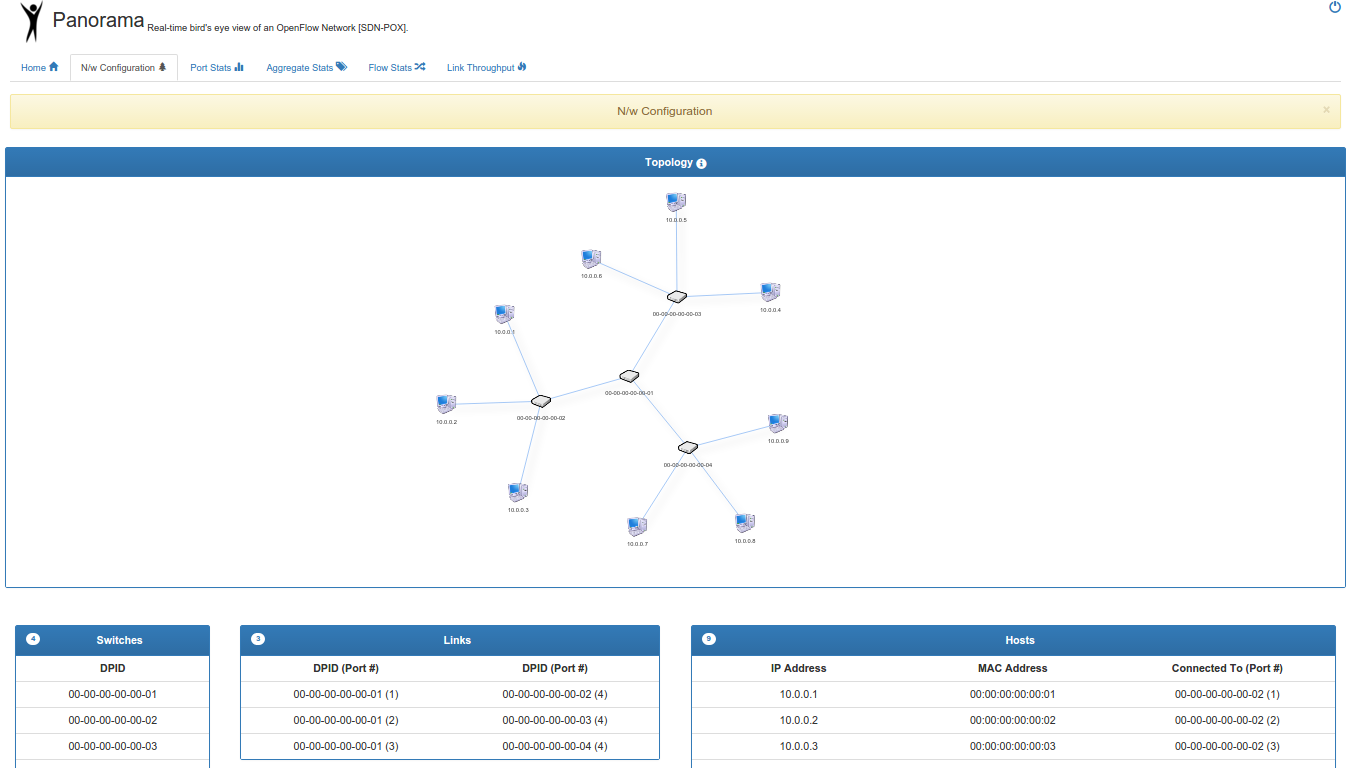 Panorama Real-time bird's eye view of an OpenFlow Network [SDN-POX].
Home N/w Configuration Port Stats Aggregate Stats Flow Stats Link Throughput
N/w Configuration ×
Topology
10.0.0.5
10.0.0.6
10.0.0.4
00-00-00-00-00-03
10.0.0.1
00-00-00-00-00-01
00-00-00-00-00-02
10.0.0.2
10.0.0.9
00-00-00-00-00-04
10.0.0.3
10.0.0.7
10.0.0.8
4 Switches
DPID
00-00-00-00-00-01
00-00-00-00-00-02
00-00-00-00-00-03
3 Links
DPID (Port #) DPID (Port #)
00-00-00-00-00-01 (1) 00-00-00-00-00-02 (4)
00-00-00-00-00-01 (2) 00-00-00-00-00-03 (4)
00-00-00-00-00-01 (3) 00-00-00-00-00-04 (4)
9 Hosts
IP Address MAC Address Connected To (Port #)
10.0.0.1 00:00:00:00:00:01 00-00-00-00-00-02 (1)
10.0.0.2 00:00:00:00:00:02 00-00-00-00-00-02 (2)
10.0.0.3 00:00:00:00:00:03 00-00-00-00-00-02 (3)